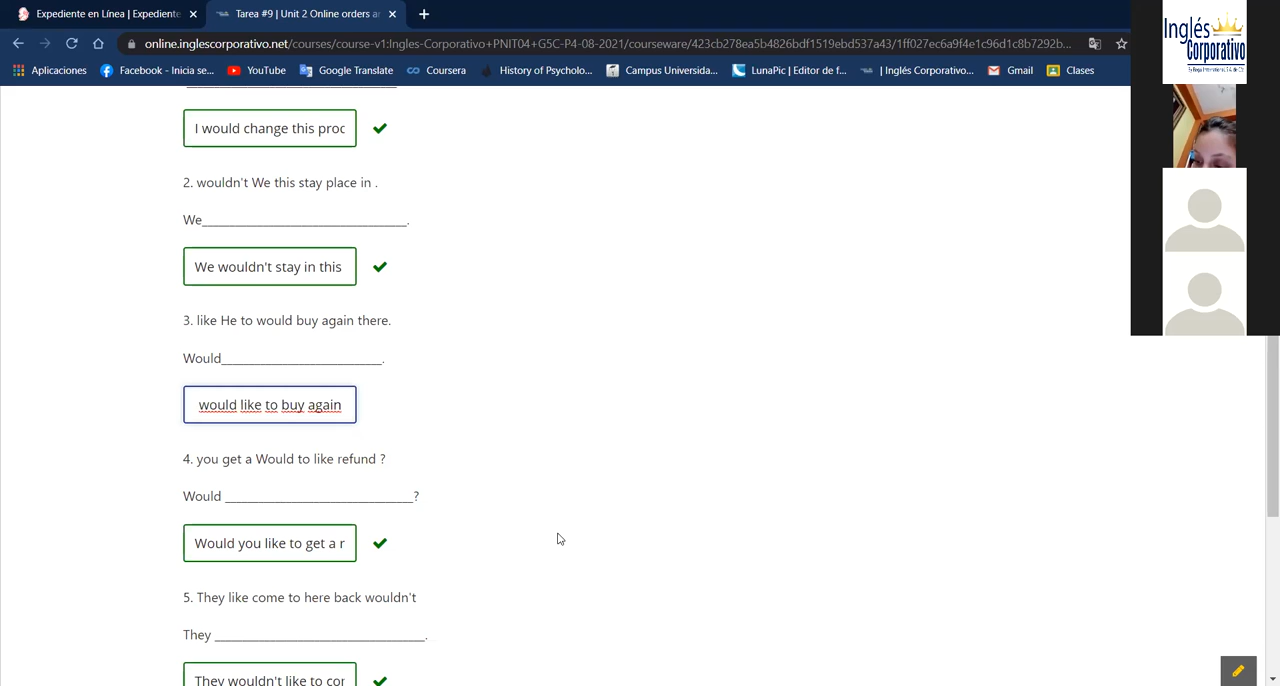 Expediente en Línea | Expediente
Tarea #9 | Unit 2 Online orders a
online.inglescorporativo.net/courses/course-v1:Ingles-Corporativo+PNIT04+G5C-P4-08-2021/courseware/423cb278ea5b4826bdf1519ebd537a43/1ff027ec6a9f4e1c96d1c8b7292b...
Aplicaciones
Facebook - Inicia se...
YouTube
Google Translate
Coursera
History of Psycholo...
Campus Universida...
LunaPic | Editor de f...
| Inglés Corporativo...
Gmail
Clases
Inglés
Corporativo
I would change this proc
2. wouldn't We this stay place in .
We______________________________.
We wouldn't stay in this
3. like He to would buy again there.
Would________________________.
would like to buy again
4. you get a Would to like refund ?
Would ____________________________?
Would you like to get a r
5. They like come to here back wouldn't
They _______________________________.
They wouldn't like to cor